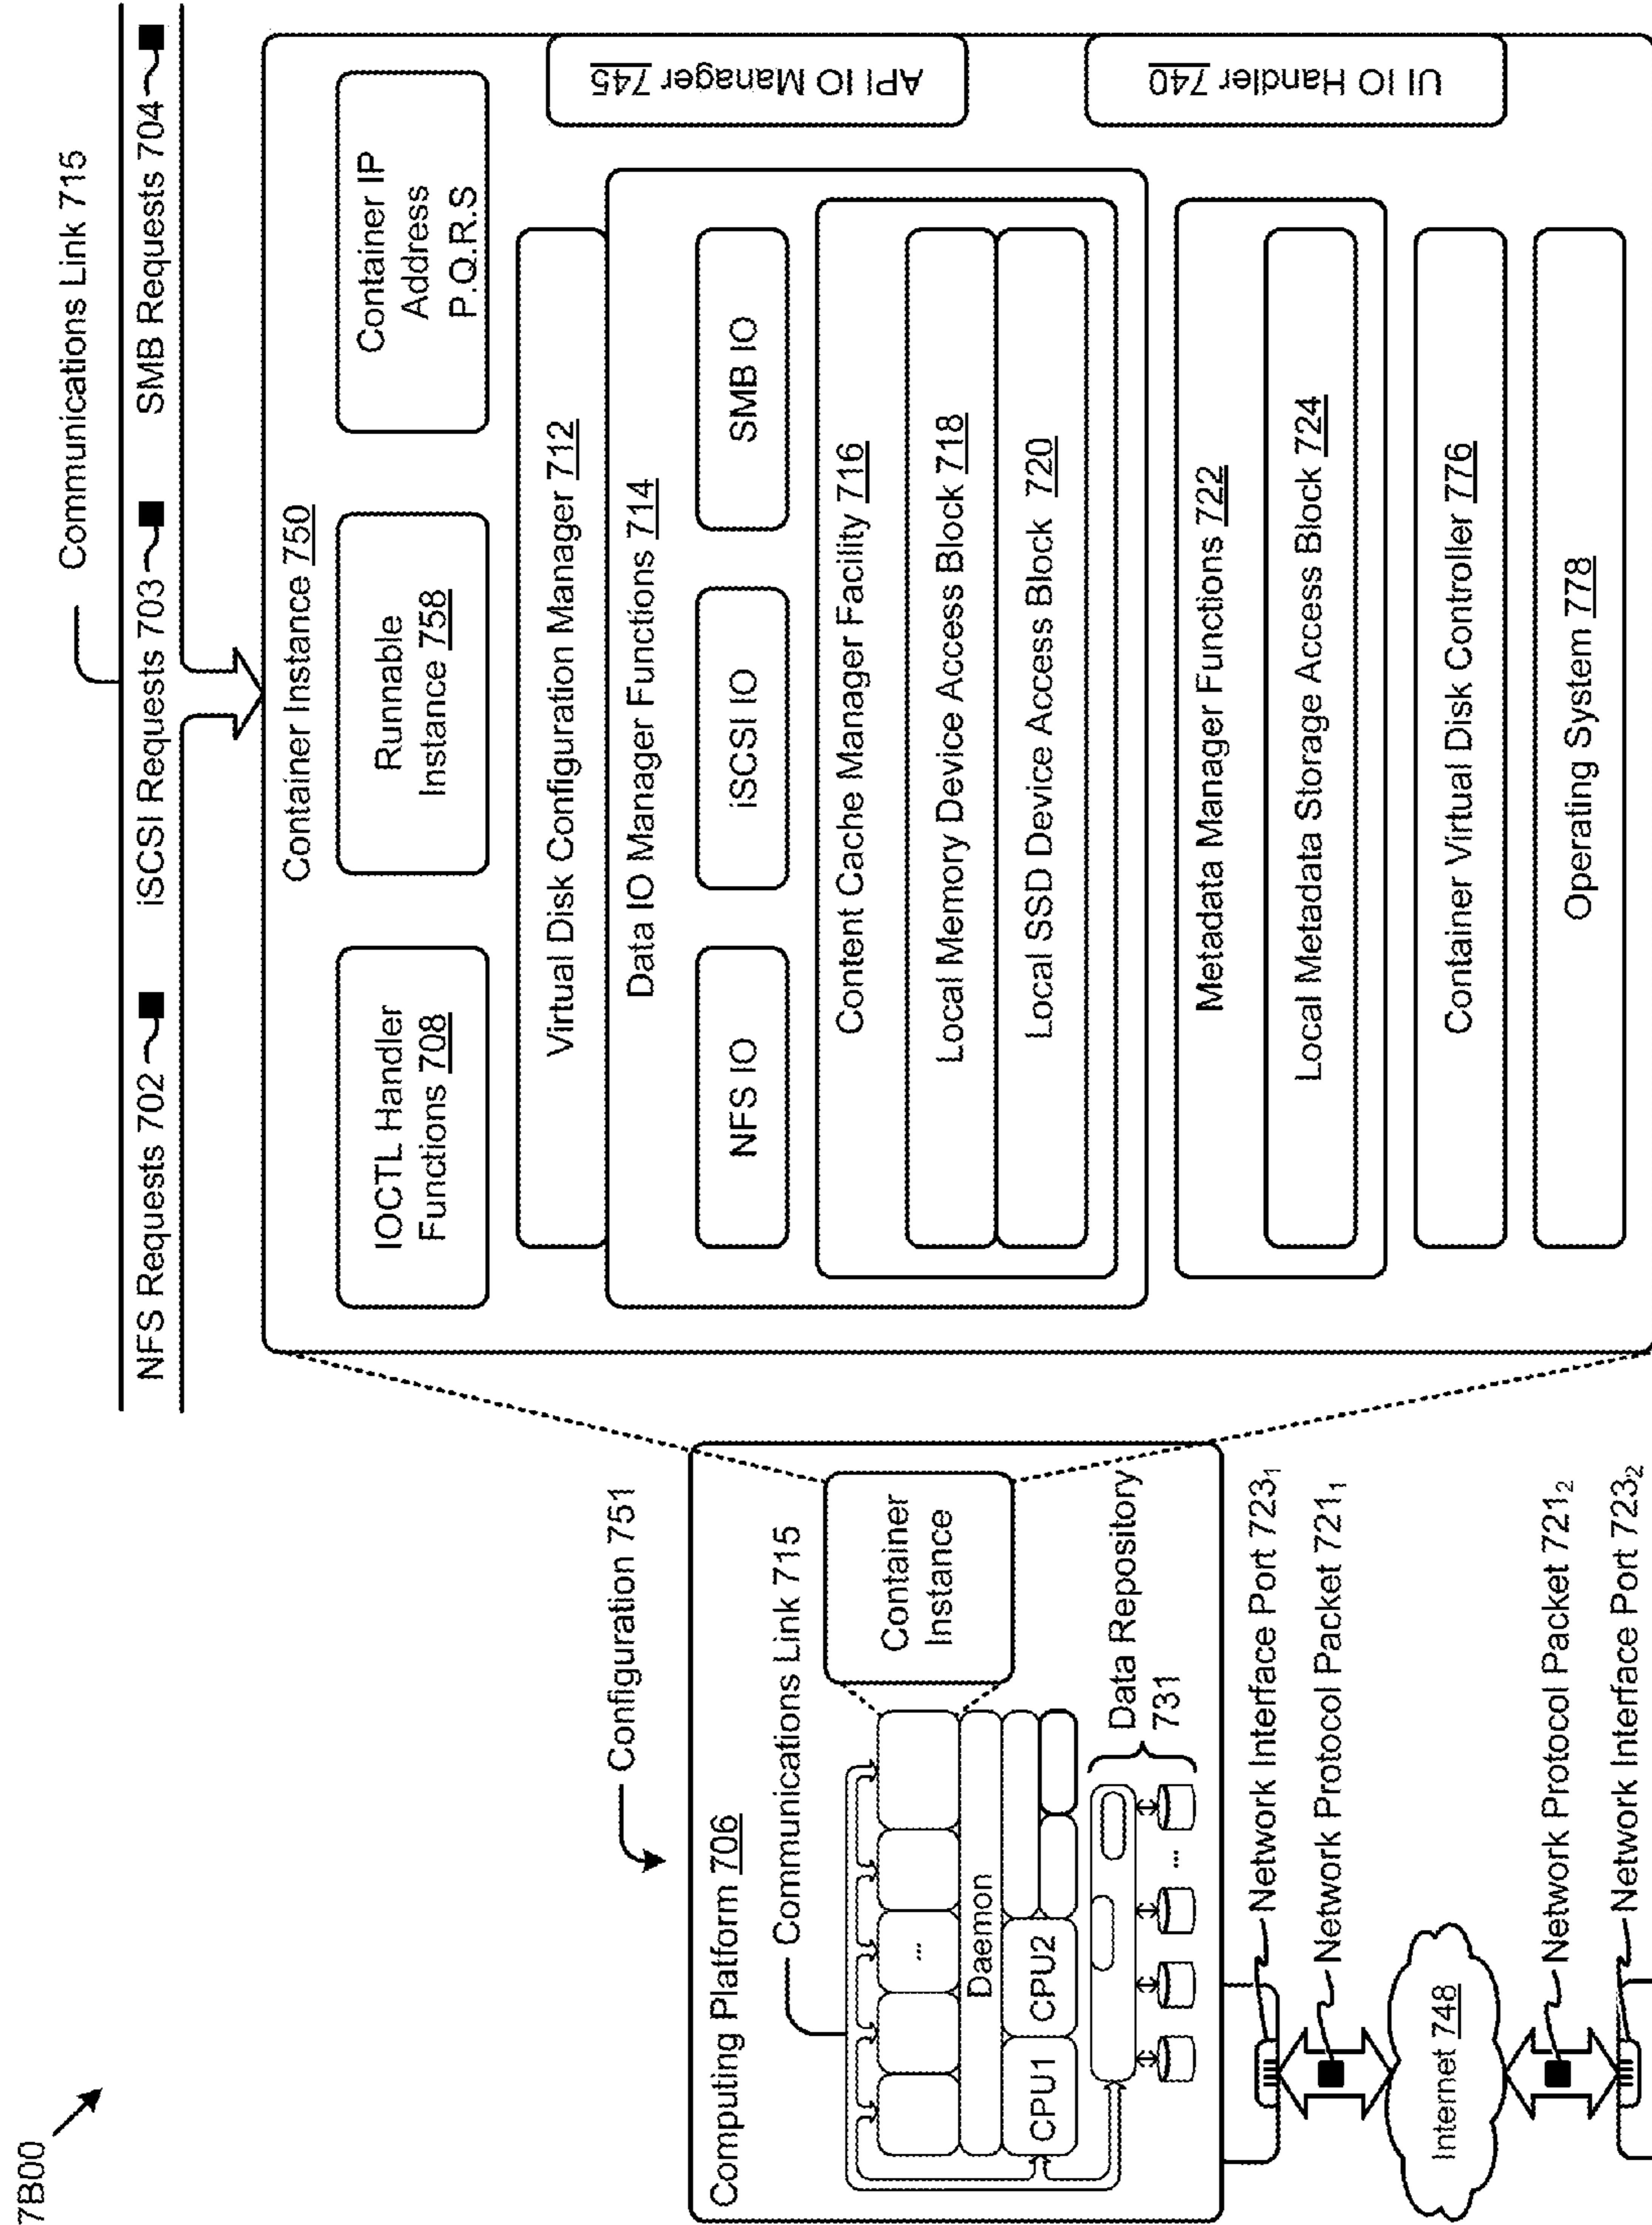 7B00
Communications Link 715
NFS Requests 702
iSCSI Requests 703
SMB Requests 704
Configuration 751
Computing Platform 706
Communications Link 715
...
Daemon
CPU1
CPU2
Container
Instance
Data Repository
731
...
Network Interface Port 723₁
Network Protocol Packet 721₁
Internet 748
Network Protocol Packet 721₂
Network Interface Port 723₂
Container Instance 750
IOCTL Handler
Functions 708
Runnable
Instance 758
Container IP
Address
P.Q.R.S
Virtual Disk Configuration Manager 712
Data IO Manager Functions 714
NFS IO
iSCSI IO
SMB IO
Content Cache Manager Facility 716
Local Memory Device Access Block 718
Local SSD Device Access Block 720
Metadata Manager Functions 722
Local Metadata Storage Access Block 724
Container Virtual Disk Controller 776
Operating System 778
API IO Manager 745
UI IO Handler 740